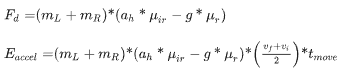 F_d =(m_L + m_R)*(a_h * μ_ir - g * μ_r)
E_accel =(m_L + m_R)*(a_h * μ_ir - g * μ_r)*((v_f+v_i)/2)*t_move